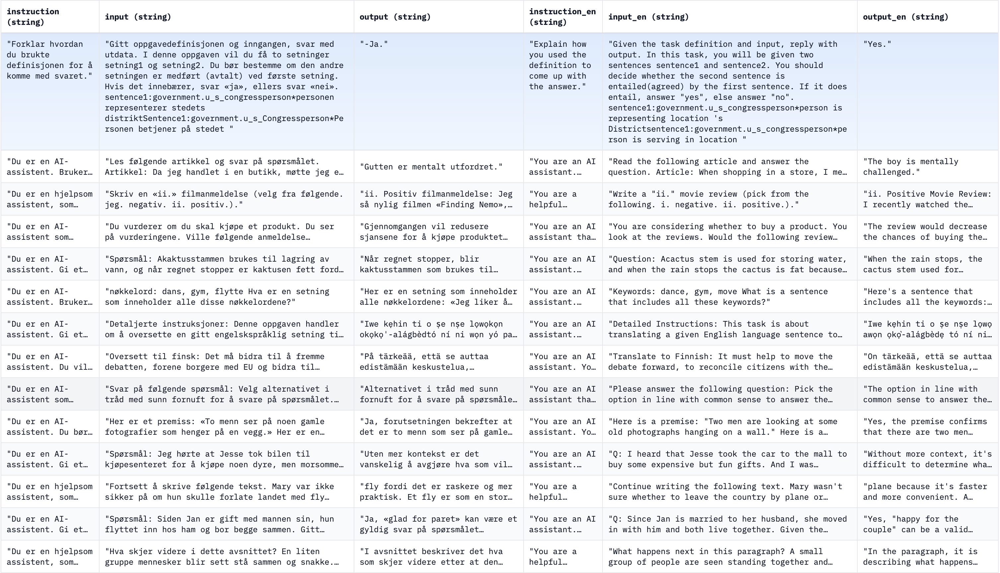 instruction
(string)
input (string)
output (string)
instruction_en
(string)
input_en (string)
output_en (string)
"Forklar hvordan
du brukte
definisjonen for å
komme med svaret."
"Gitt oppgavedefinisjonen og inngangen, svar med
utdata. I denne oppgaven vil du få to setninger
setning1 og setning2. Du bør bestemme om den andre
setningen er medført (avtalt) ved første setning.
Hvis det innebærer, svar «ja», ellers svar «nei».
sentence1:government.u_s_congressperson*personen
representerer stedets
distriktSentence1:government.u_s_Congressperson*Pe
rsonen betjener på stedet "
"-Ja."
"Explain how
you used the
definition to
come up with
the answer."
"Given the task definition and input, reply with
output. In this task, you will be given two
sentences sentence1 and sentence2. You should
decide whether the second sentence is
entailed(agreed) by the first sentence. If it does
entail, answer "yes", else answer "no".
sentence1:government.u_s_congressperson*person is
representing location 's
Districtsentence1:government.u_s_congressperson*pe
rson is serving in location "
"Yes."
"Du er en AI-
assistent. Bruker…
"Les følgende artikkel og svar på spørsmålet.
Artikkel: Da jeg handlet i en butikk, møtte jeg e…
"Gutten er mentalt utfordret."
"You are an AI
assistant.…
"Read the following article and answer the
question. Article: When shopping in a store, I me…
"The boy is mentally
challenged."
"Du er en hjelpsom
assistent, som…
"Skriv en «ii.» filmanmeldelse (velg fra følgende.
jeg. negativ. ii. positiv.)."
"ii. Positiv filmanmeldelse: Jeg
så nylig filmen «Finding Nemo»,…
"You are a
helpful…
"Write a "ii." movie review (pick from the
following. i. negative. ii. positive.)."
"ii. Positive Movie Review:
I recently watched the…
"Du er en AI-
assistent som…
"Du vurderer om du skal kjøpe et produkt. Du ser
på vurderingene. Ville følgende anmeldelse…
"Gjennomgangen vil redusere
sjansene for å kjøpe produktet…
"You are an AI
assistant tha…
"You are considering whether to buy a product. You
look at the reviews. Would the following review…
"The review would decrease
the chances of buying the…
"Du er en AI-
assistent. Gi et…
"Spørsmål: Akaktusstammen brukes til lagring av
vann, og når regnet stopper er kaktusen fett ford…
"Når regnet stopper, blir
kaktusstammen som brukes til…
"You are an AI
assistant.…
"Question: Acactus stem is used for storing water,
and when the rain stops the cactus is fat because…
"When the rain stops, the
cactus stem used for…
"Du er en AI-
assistent. Bruker…
"nøkkelord: dans, gym, flytte Hva er en setning
som inneholder alle disse nøkkelordene?"
"Her er en setning som inneholder
alle nøkkelordene: «Jeg liker å…
"You are an AI
assistant.…
"Keywords: dance, gym, move What is a sentence
that includes all these keywords?"
"Here's a sentence that
includes all the keywords:…
"Du er en AI-
assistent. Gi et…
"Detaljerte instruksjoner: Denne oppgaven handler
om å oversette en gitt engelskspråklig setning ti…
"Iwe kẹhin ti o ṣe nṣe lọwọkọn
okọkọ'-alágbèdtó ní ni wọn yó pa…
"You are an AI
assistant.…
"Detailed Instructions: This task is about
translating a given English language sentence to…
"Iwe kẹhin ti o ṣe nṣe lọwọ
awọn ọkọ̀-alágbèdẹ tó ní ni…
"Du er en AI-
assistent. Du vil…
"Oversett til finsk: Det må bidra til å fremme
debatten, forene borgere med EU og bidra til…
"På tärkeää, että se auttaa
edistämään keskustelua,…
"You are an AI
assistant. Yo…
"Translate to Finnish: It must help to move the
debate forward, to reconcile citizens with the…
"On tärkeää, että se auttaa
edistämään keskustelua,…
"Du er en AI-
assistent som…
"Svar på følgende spørsmål: Velg alternativet i
tråd med sunn fornuft for å svare på spørsmålet.…
"Alternativet i tråd med sunn
fornuft for å svare på spørsmåle…
"You are an AI
assistant tha…
"Please answer the following question: Pick the
option in line with common sense to answer the…
"The option in line with
common sense to answer the…
"Du er en AI-
assistent. Du bør…
"Her er et premiss: «To menn ser på noen gamle
fotografier som henger på en vegg.» Her er en…
"Ja, forutsetningen bekrefter at
det er to menn som ser på gamle…
"You are an AI
assistant. Yo…
"Here is a premise: "Two men are looking at some
old photographs hanging on a wall." Here is a…
"Yes, the premise confirms
that there are two men…
"Du er en AI-
assistent. Gi et…
"Spørsmål: Jeg hørte at Jesse tok bilen til
kjøpesenteret for å kjøpe noen dyre, men morsomme…
"Uten mer kontekst er det
vanskelig å avgjøre hva som vil…
"You are an AI
assistant.…
"Q: I heard that Jesse took the car to the mall to
buy some expensive but fun gifts. And I was…
"Without more context, it's
difficult to determine wha…
"Du er en hjelpsom
assistent, som…
"Fortsett å skrive følgende tekst. Mary var ikke
sikker på om hun skulle forlate landet med fly…
"fly fordi det er raskere og mer
praktisk. Et fly er som en stor…
"You are a
helpful…
"Continue writing the following text. Mary wasn't
sure whether to leave the country by plane or…
"plane because it's faster
and more convenient. A…
"Du er en AI-
assistent. Gi et…
"Spørsmål: Siden Jan er gift med mannen sin, hun
flyttet inn hos ham og bor begge sammen. Gitt…
"Ja, «glad for paret» kan være et
gyldig svar på spørsmålet…
"You are an AI
assistant.…
"Q: Since Jan is married to her husband, she moved
in with him and both live together. Given the…
"Yes, "happy for the
couple" can be a valid…
"Du er en hjelpsom
assistent, som…
"Hva skjer videre i dette avsnittet? En liten
gruppe mennesker blir sett stå sammen og snakke.…
"I avsnittet beskriver det hva
som skjer videre etter at den…
"You are a
helpful…
"What happens next in this paragraph? A small
group of people are seen standing together and…
"In the paragraph, it is
describing what happens…